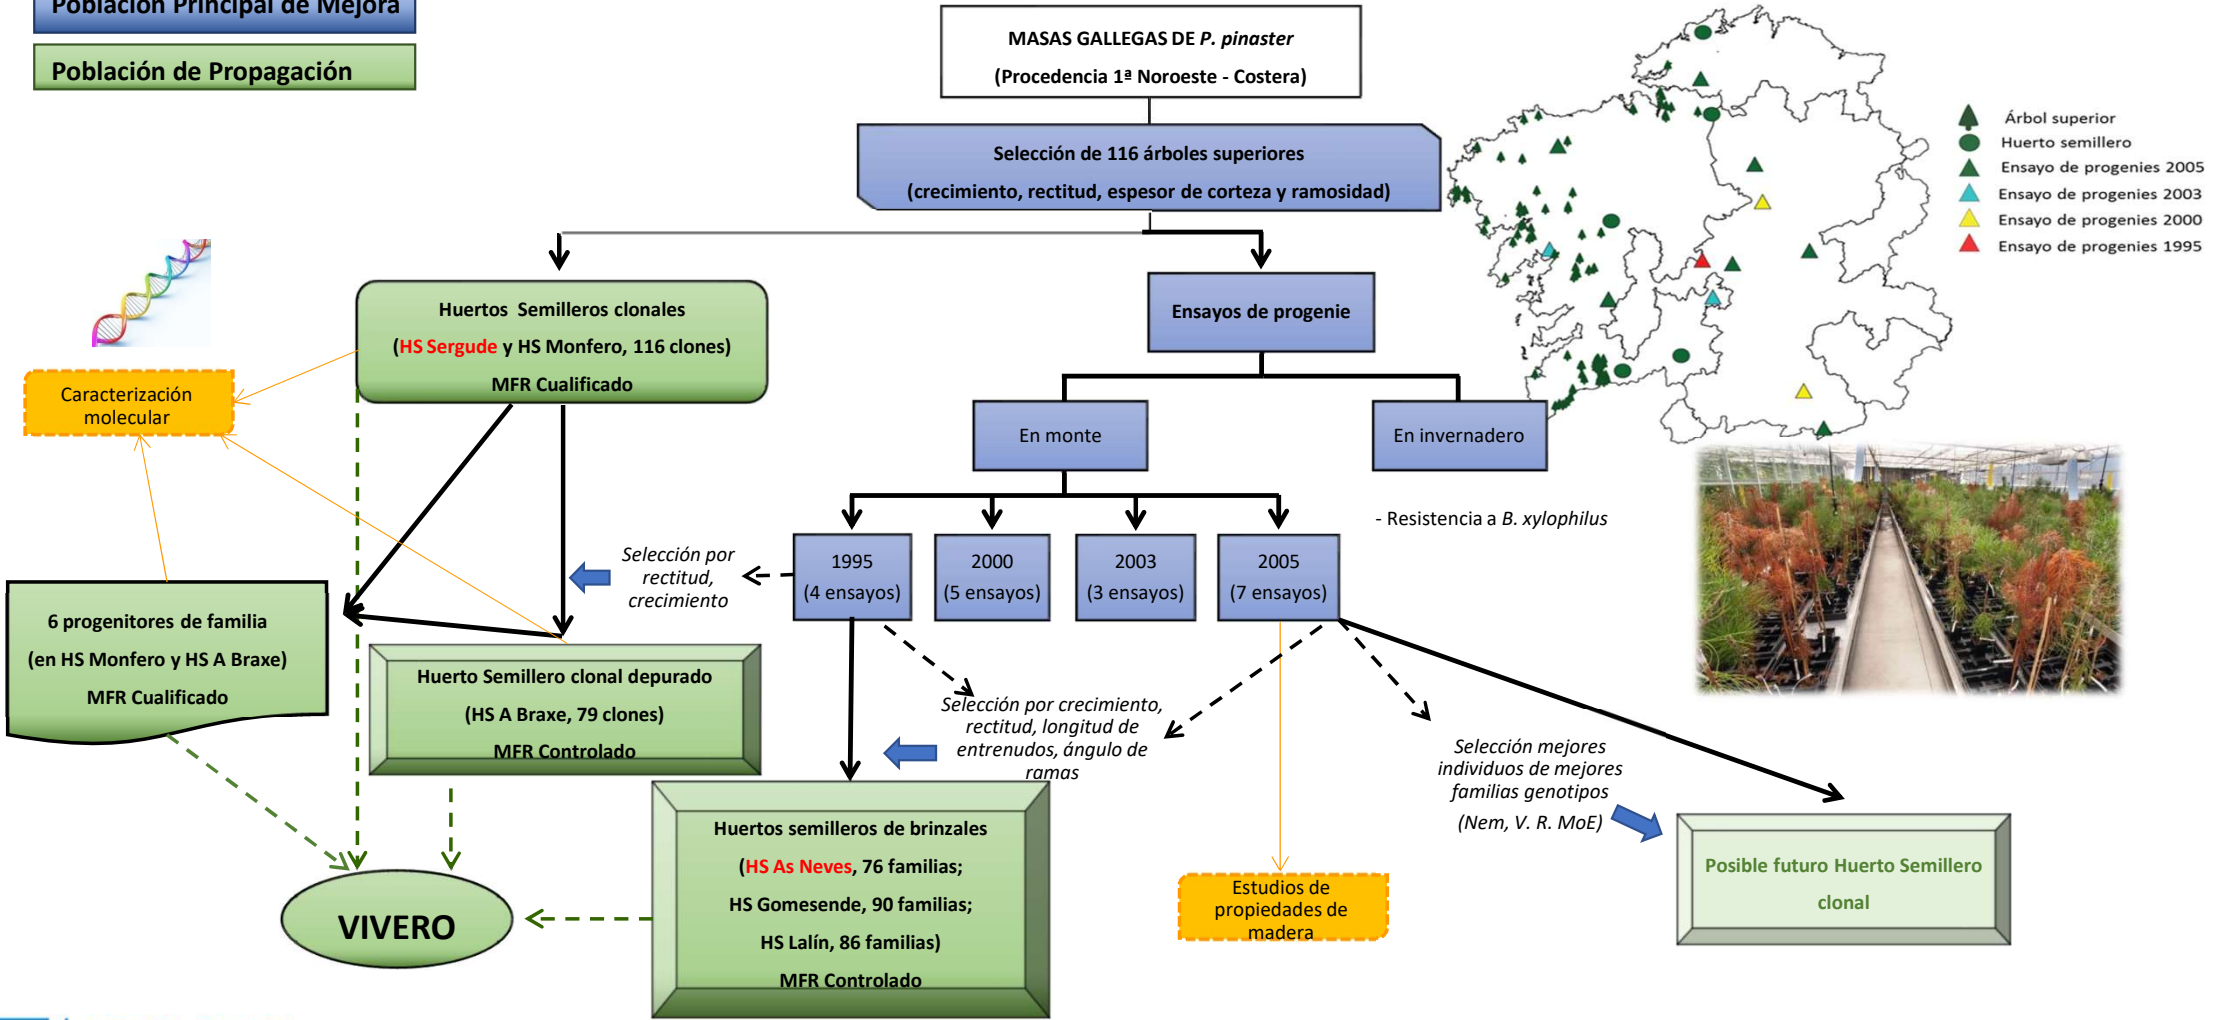 Población Principal de Mejora
Población de Propagación
MASAS GALLEGAS DE P. pinaster
(Procedencia 1ª Noroeste - Costera)
Selección de 116 árboles superiores
(crecimiento, rectitud, espesor de corteza y ramosidad)
Árbol superior
Huerto semillero
Ensayo de progenies 2005
Ensayo de progenies 2003
Ensayo de progenies 2000
Ensayo de progenies 1995
Huertos Semilleros clonales
(HS Sergude y HS Monfero, 116 clones)
MFR Cualificado
Ensayos de progenie
Caracterización
molecular
En monte
En invernadero
- Resistencia a B. xylophilus
Selección por
rectitud,
crecimiento
1995
(4 ensayos)
2000
(5 ensayos)
2003
(3 ensayos)
2005
(7 ensayos)
6 progenitores de familia
(en HS Monfero y HS A Braxe)
MFR Cualificado
Huerto Semillero clonal depurado
(HS A Braxe, 79 clones)
MFR Controlado
Selección por crecimiento,
rectitud, longitud de
entrenudos, ángulo de
ramas
Selección mejores
individuos de mejores
familias genotipos
(Nem, V. R. MoE)
Huertos semilleros de brinzales
(HS As Neves, 76 familias;
HS Gomesende, 90 familias;
HS Lalín, 86 familias)
MFR Controlado
VIVERO
Estudios de
propiedades de
madera
Posible futuro Huerto Semillero
clonal